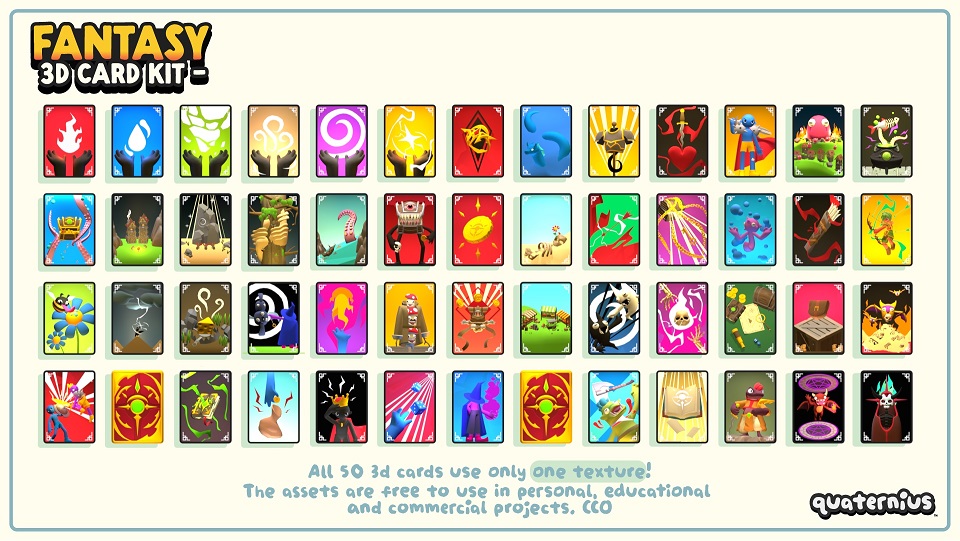 FANTASY
3D CARD KIT -
All 50 3d cards use only one texture!
The assets are free to use in personal, educational
and commercial projects. CC0
quaternius™